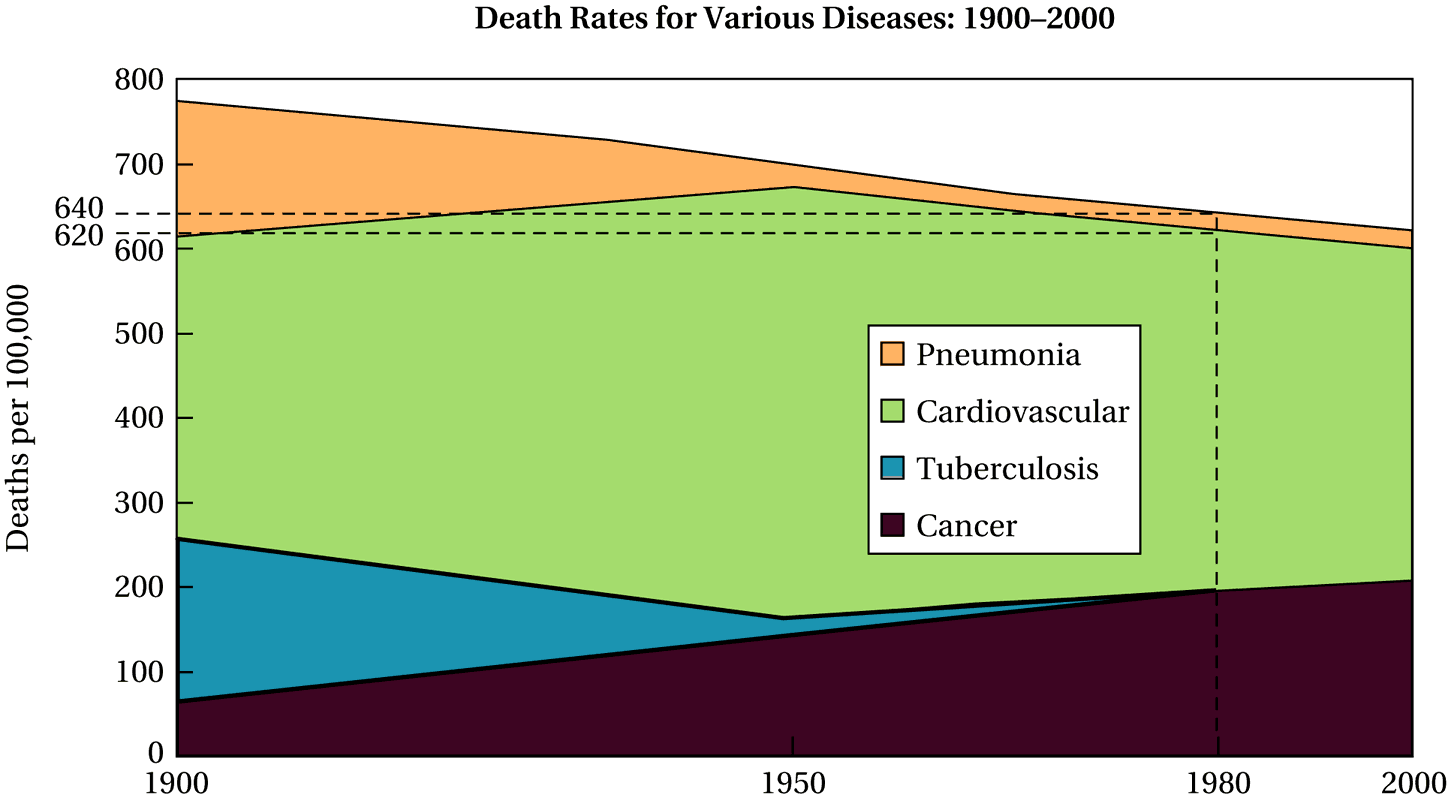 Death Rates for Various Diseases: 1900–2000
Deaths per 100,000
800
700
640
620
600
500
400
300
200
100
0
Pneumonia
Cardiovascular
Tuberculosis
Cancer
1900 1950 1980 2000